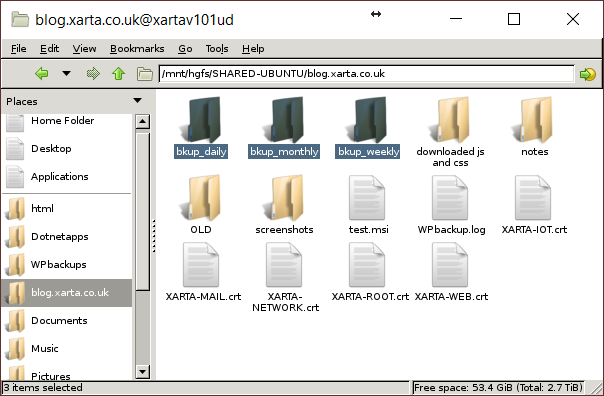 blog.xarta.co.uk@xartav101ud
File Edit View Bookmarks Go Tools Help
/mnt/hgfs/SHARED-UBUNTU/blog.xarta.co.uk
Places
Home Folder
Desktop
Applications
html
Dotnetapps
WPbackups
blog.xarta.co.uk
Documents
Music
Pictures
bkup_daily bkup_monthly bkup_weekly downloaded js notes
and css
OLD screenshots test.msi WPbackup.log XARTA-IOT.crt
XARTA-MAIL.crt XARTA- XARTA-ROOT.crt XARTA-WEB.crt
NETWORK.crt
3 items selected Free space: 53.4 GiB (Total: 2.7 TiB)